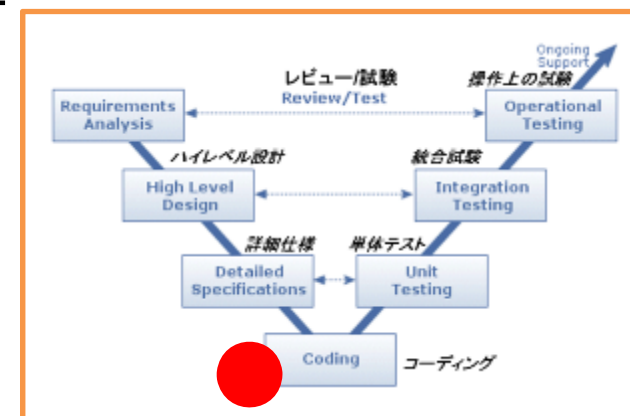 Ongoing
Support
レビュー/試験
操作上の試験
Requirements
Analysis
Review/Test
Operational
Testing
ハイレベル設計
統合試験
High Level
Design
Integration
Testing
詳細仕様
単体テスト
Detailed
Specifications
Unit
Testing
Coding
コーディング